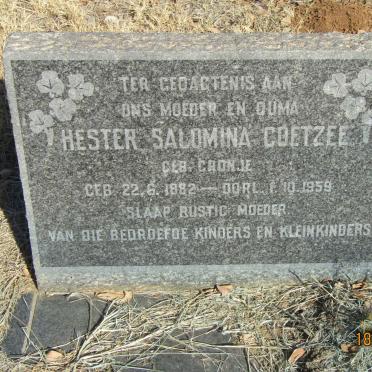 TER GEDAGTENIS AAN
ONS MOEDER EN OUMA
HESTER SALOMINA COETZEE
GEB. CRONJE
GEB. 22.6.1882 — OORL. 1.10.1959
SLAAP RUSTIG MOEDER
VAN DIE BEDROEFDE KINDERS EN KLEINKINDERS
18